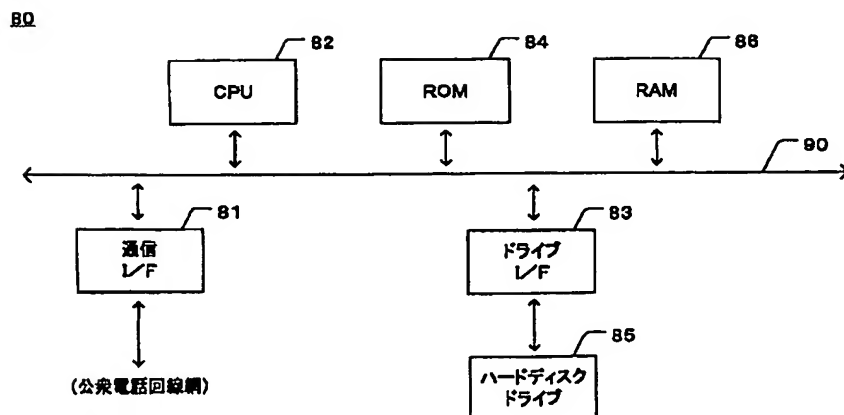 80
82
84
86
CPU
ROM
RAM
90
81
83
通信
I/F
ドライブ
I/F
85
(公衆電話回線網)
ハードディスク
ドライブ